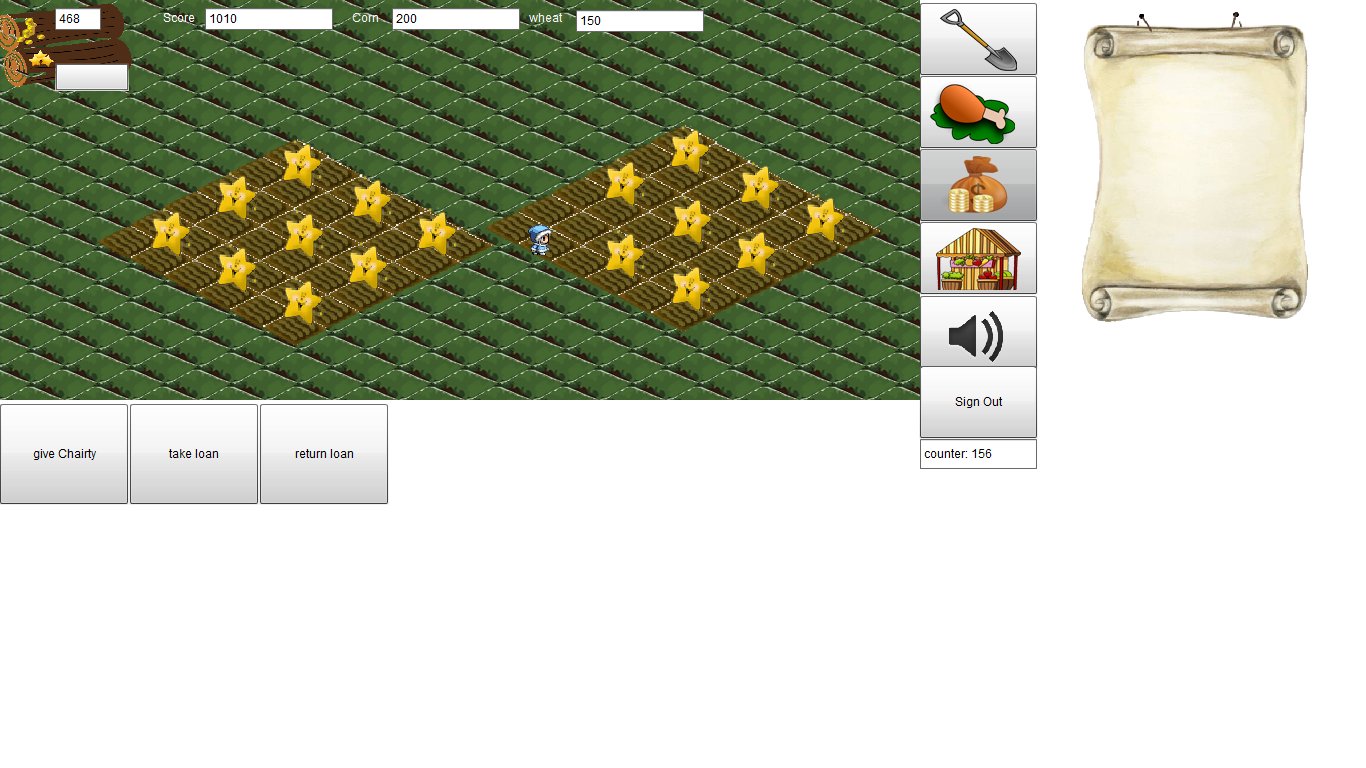 468 Score 1010 Corn 200 wheat 150
Sign Out
give Chairty take loan return loan counter: 156